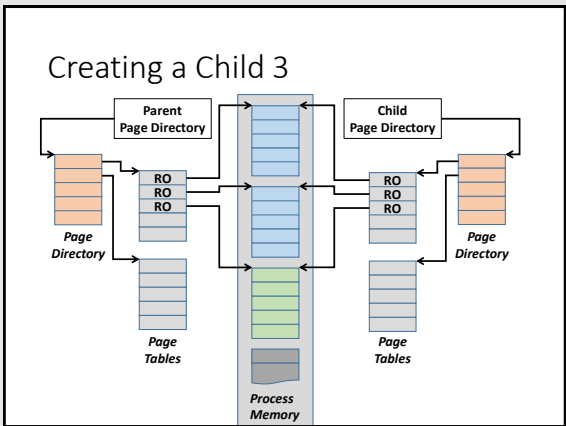 Creating a Child 3
Parent
Page Directory
Child
Page Directory
RO
RO
RO
RO
RO
RO
Page
Directory
Page
Directory
Page
Tables
Page
Tables
Process
Memory